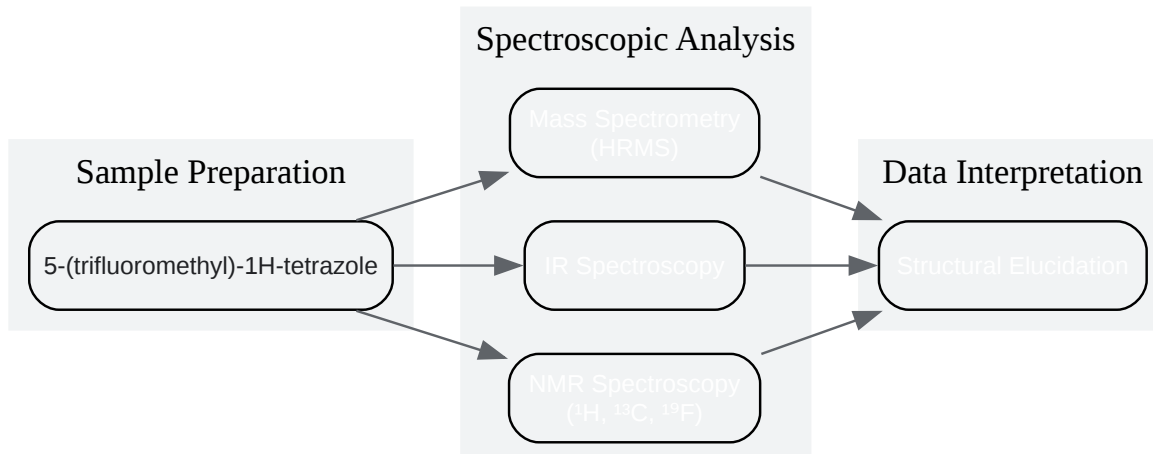 Sample Preparation
5-(trifluoromethyl)-1H-tetrazole
Spectroscopic Analysis
Mass Spectrometry
(HRMS)
IR Spectroscopy
NMR Spectroscopy
(¹H, ¹³C, ¹⁹F)
Data Interpretation
Structural Elucidation